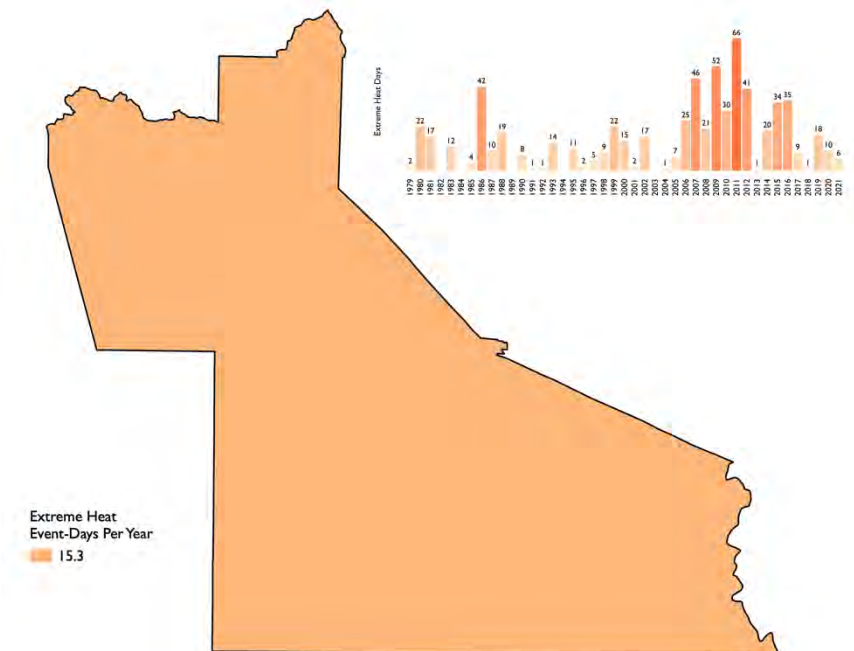 Extreme Heat Days
2 22 17 12 4 42 10 19 8 1 1 14 11 2 5 9 22 15 2 17 1 7 25 46 21 52 30 66 41 1 20 34 35 9 1 18 10 6
1979 1980 1981 1982 1983 1984 1985 1986 1987 1988 1989 1990 1991 1992 1993 1994 1995 1996 1997 1998 1999 2000 2001 2002 2003 2004 2005 2006 2007 2008 2009 2010 2011 2012 2013 2014 2015 2016 2017 2018 2019 2020 2021
Extreme Heat
Event-Days Per Year
15.3